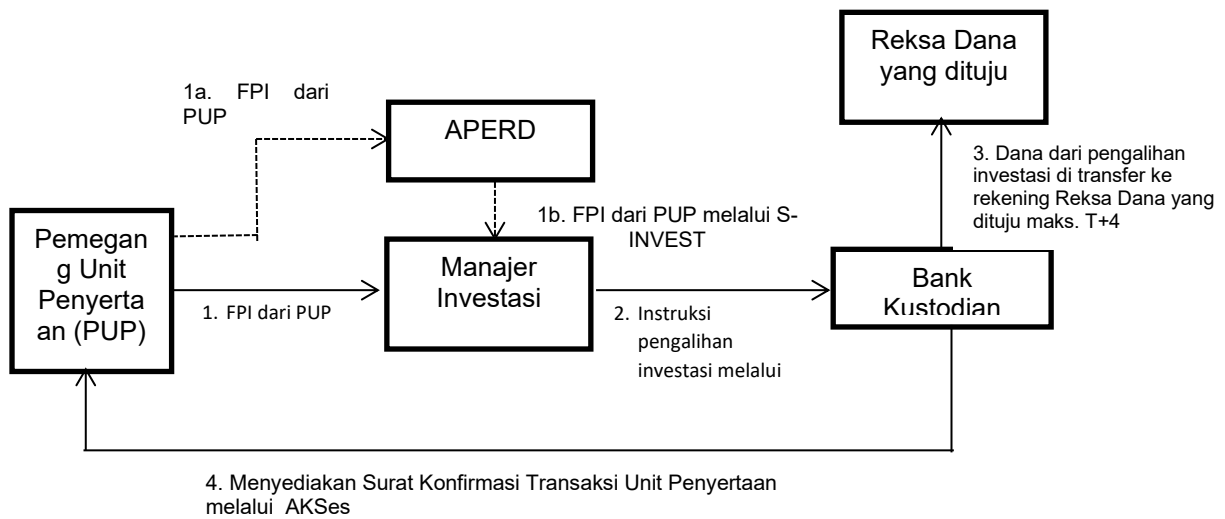 Reksa Dana
yang dituju
1a. FPI dari
PUP
APERD
3. Dana dari pengalihan
investasi di transfer ke
rekening Reksa Dana yang
dituju maks. T+4
1b. FPI dari PUP melalui S-
INVEST
Pemegan
g Unit
Penyerta
an (PUP)
Manajer
Investasi
Bank
Kustodian
1. FPI dari PUP
2. Instruksi
pengalihan
investasi melalui
4. Menyediakan Surat Konfirmasi Transaksi Unit Penyertaan
melalui AKSes